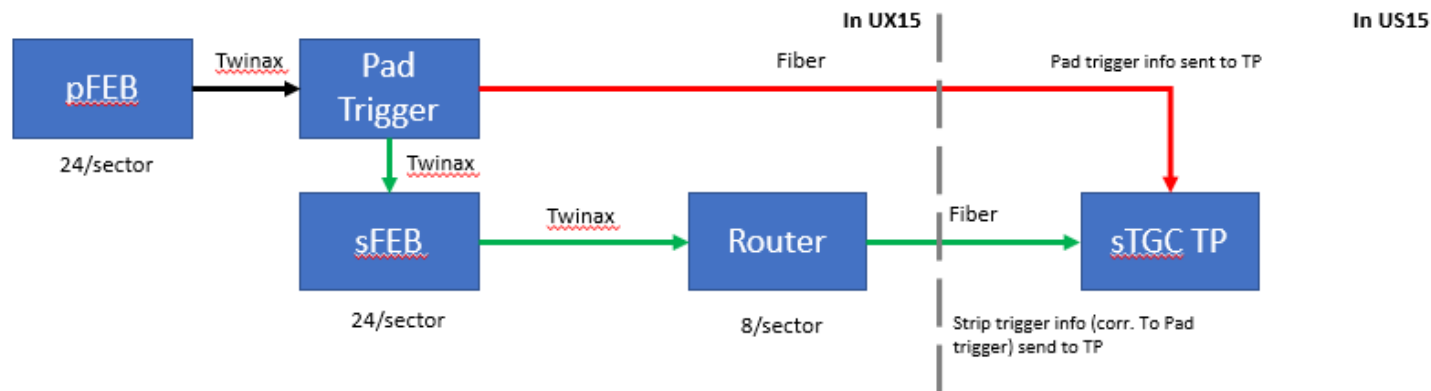 In UX15
In US15
Twinax
Fiber
Pad trigger info sent to TP
pFEB
Pad
Trigger
24/sector
Twinax
Twinax
Fiber
sFEB
Router
sTGC TP
24/sector
8/sector
Strip trigger info (corr. To Pad
trigger) send to TP